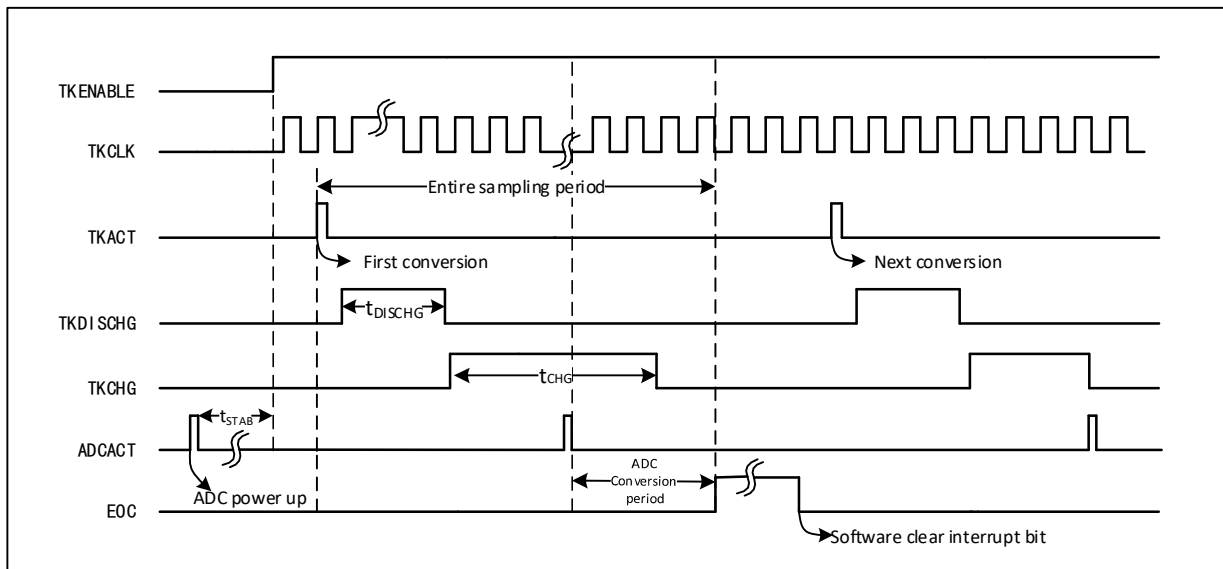 TKENABLE
TKCLK
Entire sampling period
TKACT
First conversion
Next conversion
tDISCHG
TKDISCHG
tCHG
TKCHG
tSTAB
ADCACT
ADC power up
ADC
Conversion
period
EOC
Software clear interrupt bit